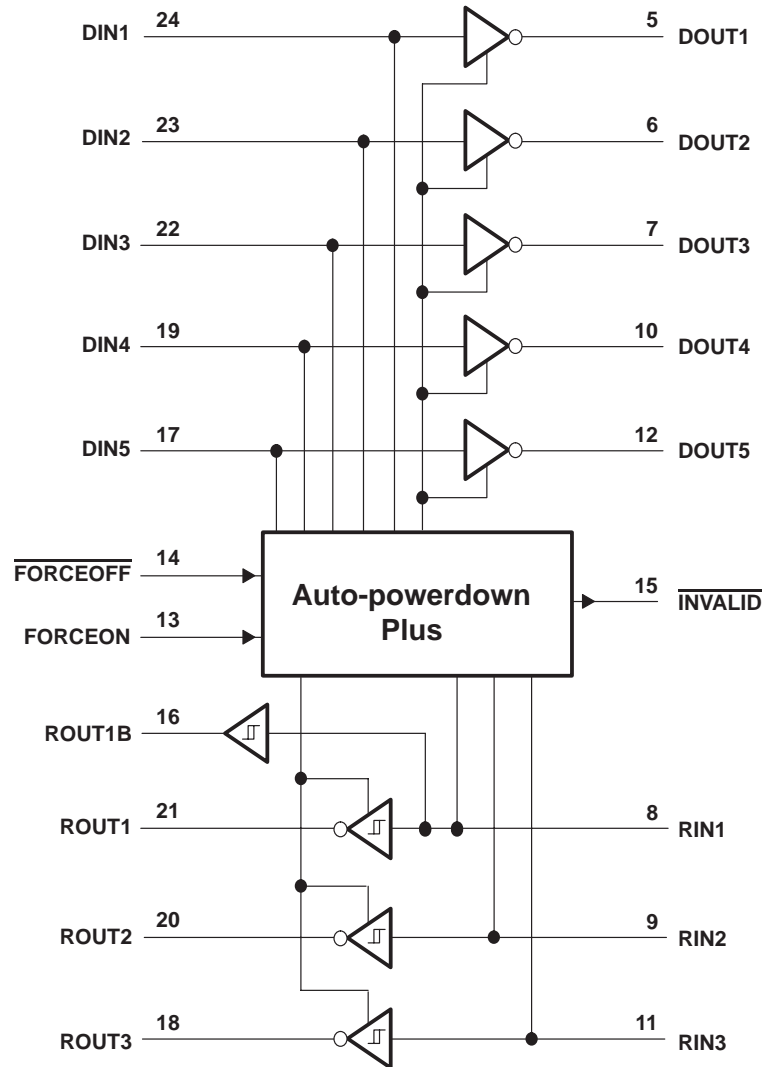 DIN1 24 5 DOUT1
DIN2 23 6 DOUT2
DIN3 22 7 DOUT3
DIN4 19 10 DOUT4
DIN5 17 12 DOUT5
FORCEOFF 14
Auto-powerdown
Plus
15 INVALID
FORCEON 13
ROUT1B 16
ROUT1 21 8 RIN1
ROUT2 20 9 RIN2
ROUT3 18 11 RIN3